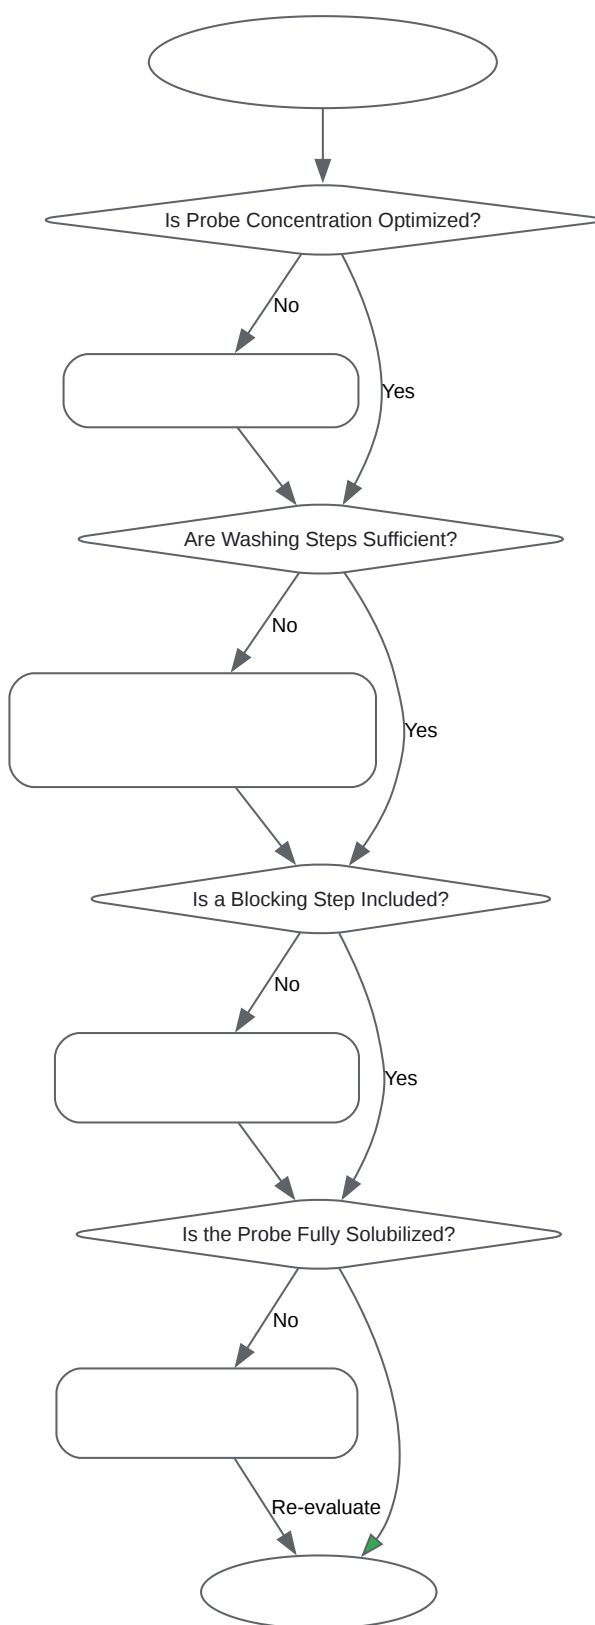 Is Probe Concentration Optimized?
No
Yes
Are Washing Steps Sufficient?
No
Yes
Is a Blocking Step Included?
No
Yes
Is the Probe Fully Solubilized?
No
Re-evaluate